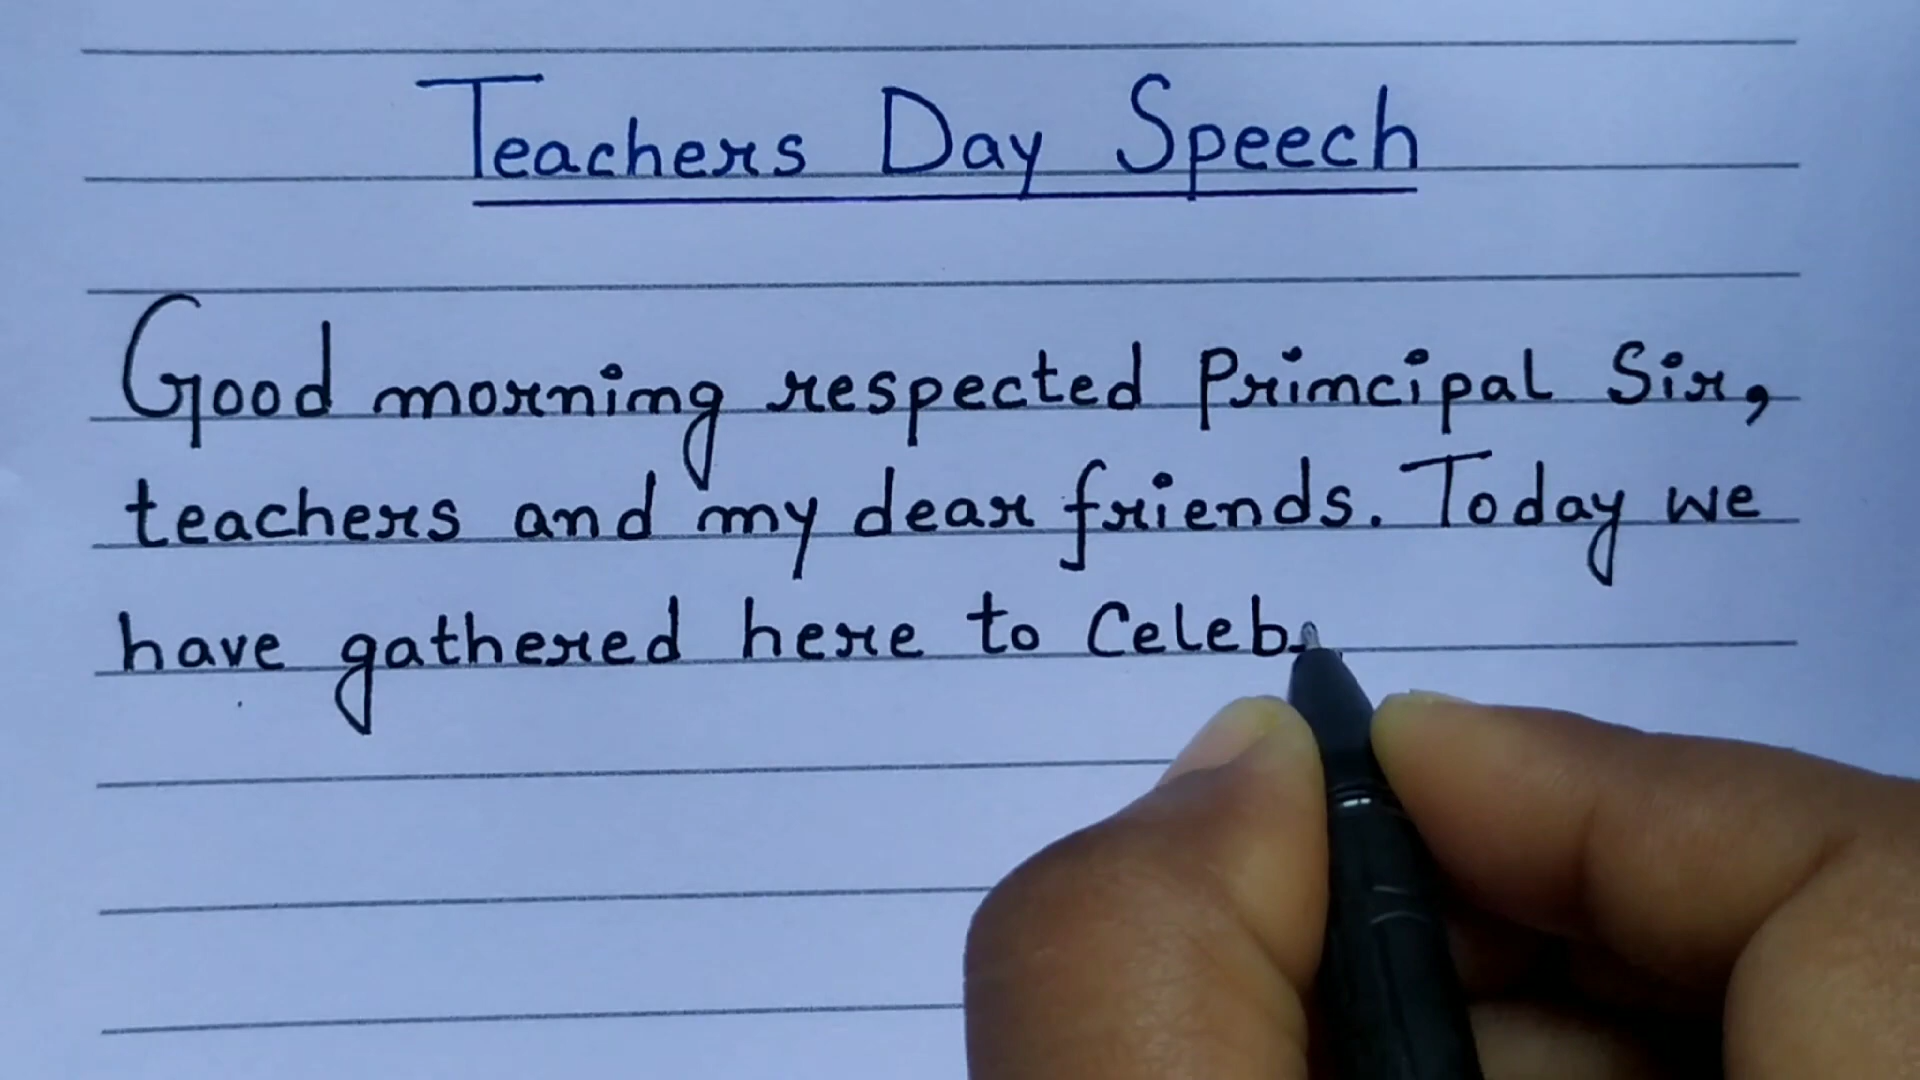 Teachers Day Speech
Good morning respected Principal Sir,
teachers and my dear friends. Today we
have gathered here to Celeb